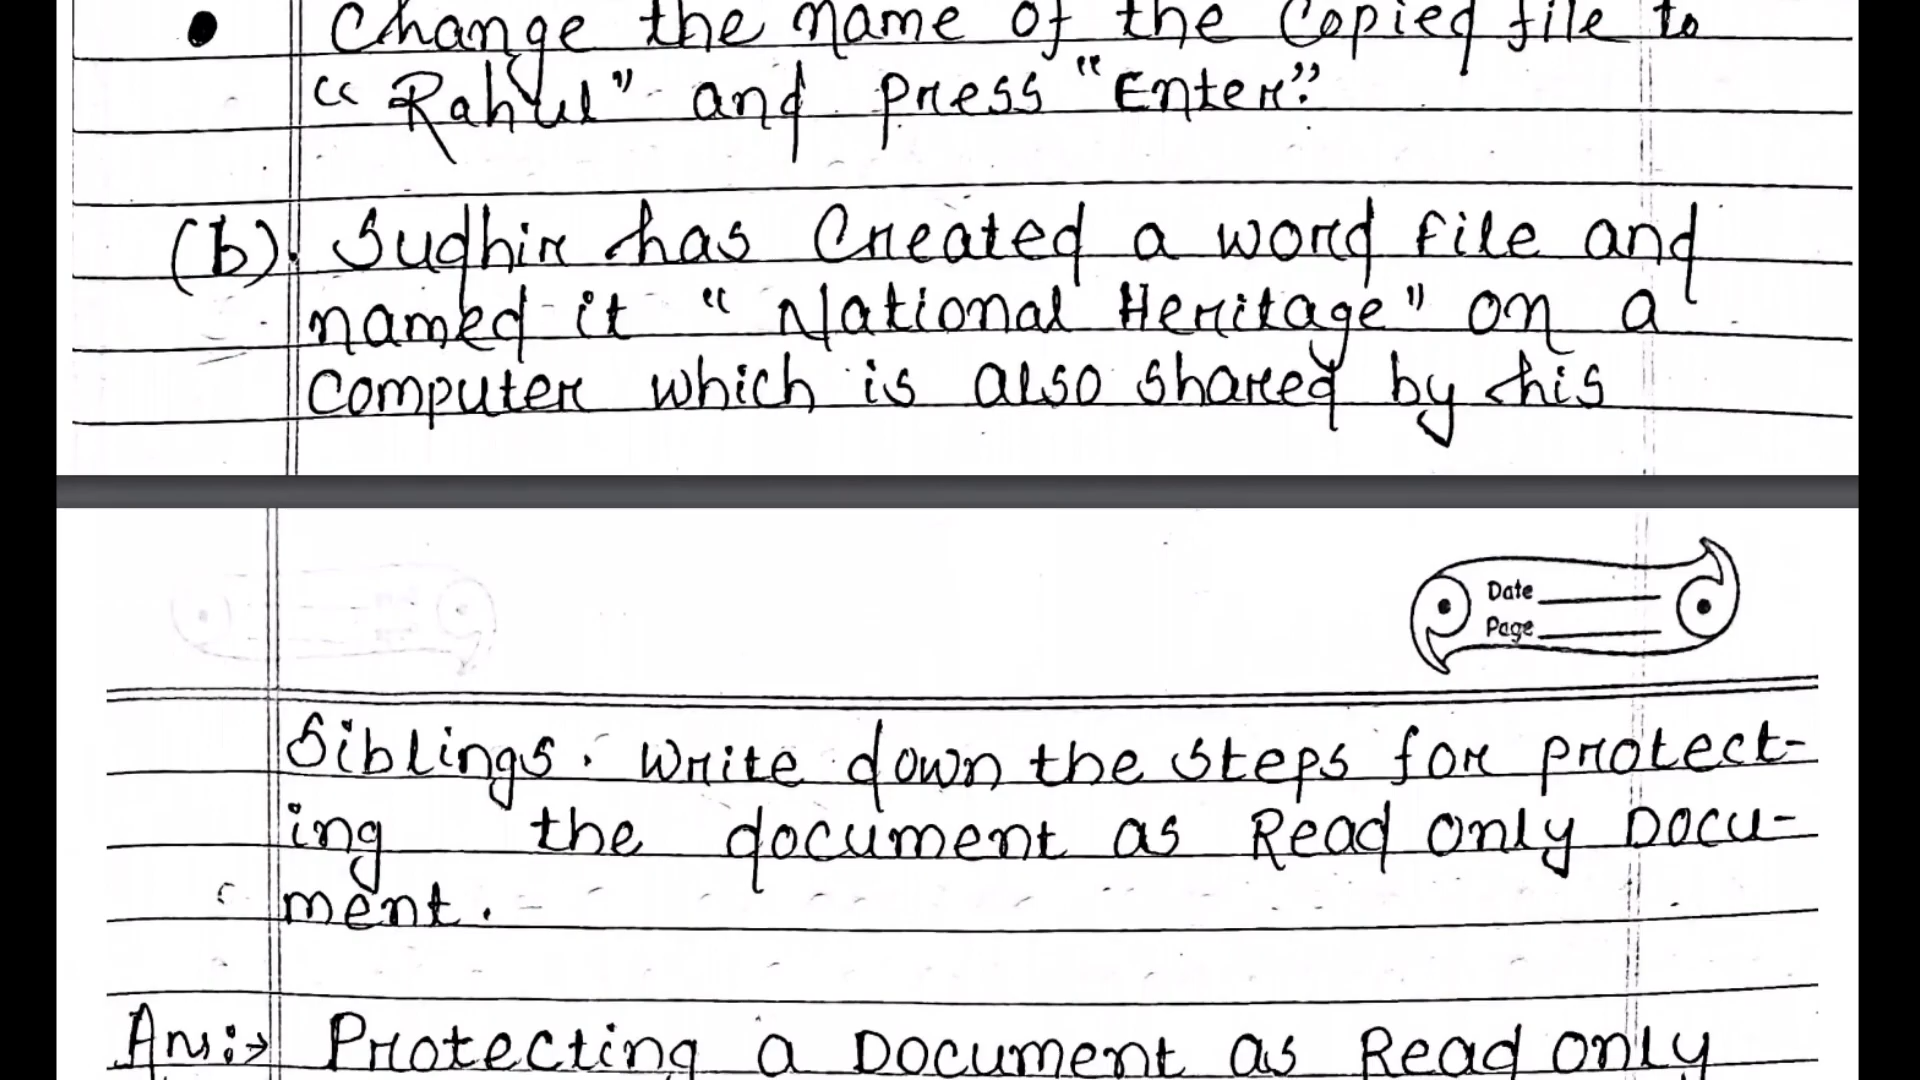 • Change the name of the Copied file to
"Rahul" and press "Enter".
(b). Sudhir has Created a word file and
named it "National Heritage" on a
computer which is also shared by his
Date
Page
Siblings. Write down the steps for protect-
ing the document as Read only Docu-
ment.
Ans:→ Protecting a Document as Read only